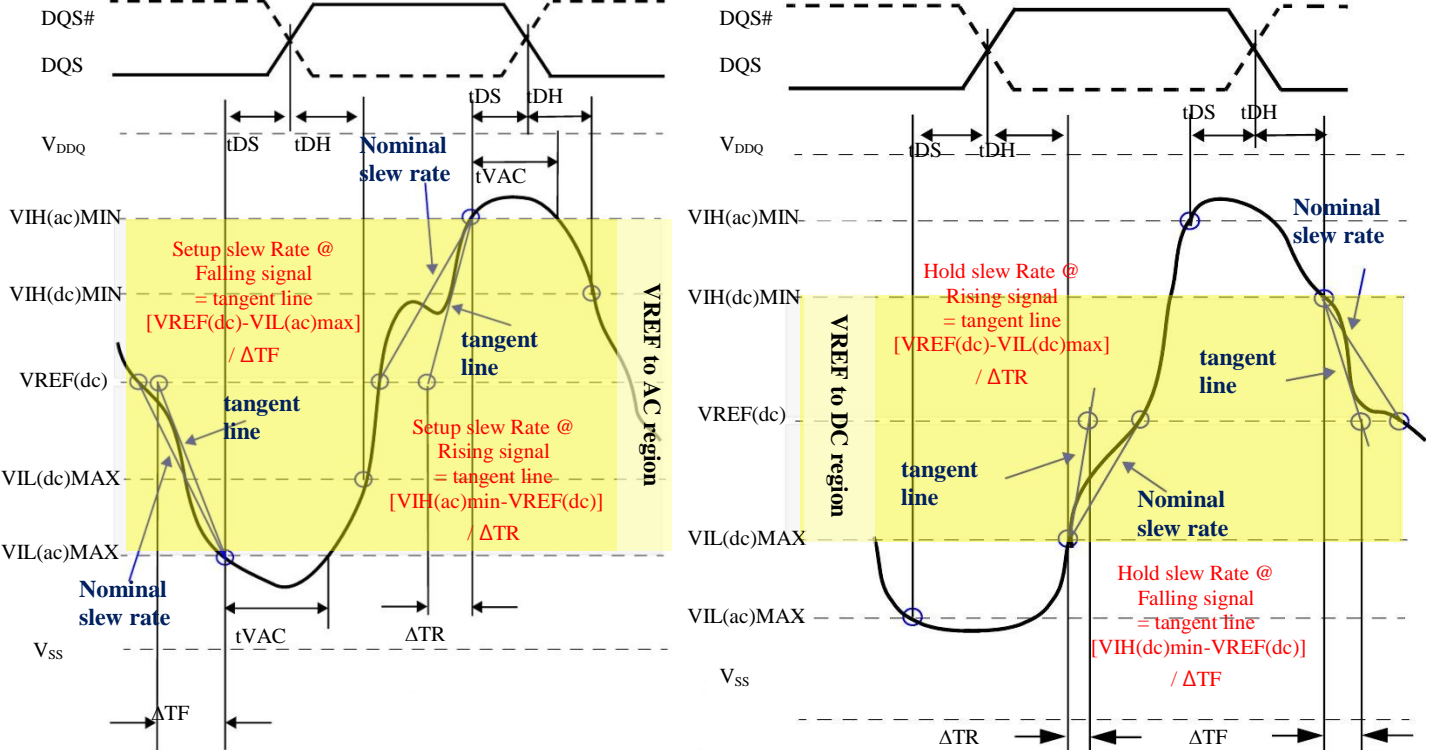 DQS#
DQS
tDS
tDH
tDS
tDH
V_DDQ
Nominal
slew rate
tVAC
VIH(ac)MIN
Setup slew Rate @
Falling signal
= tangent line
[VREF(dc)-VIL(ac)max]
/ ΔTF
VIH(dc)MIN
tangent
line
VREF(dc)
tangent
line
Setup slew Rate @
Rising signal
= tangent line
[VIH(ac)min-VREF(dc)]
/ ΔTR
VREF to AC region
VIL(dc)MAX
VIL(ac)MAX
Nominal
slew rate
tVAC
ΔTR
V_SS
ΔTF
DQS#
DQS
tDS
tDH
tDS
tDH
V_DDQ
VIH(ac)MIN
Nominal
slew rate
Hold slew Rate @
Rising signal
= tangent line
[VREF(dc)-VIL(dc)max]
/ ΔTR
VIH(dc)MIN
VREF to DC region
tangent
line
VREF(dc)
tangent
line
Nominal
slew rate
VIL(dc)MAX
Hold slew Rate @
Falling signal
= tangent line
[VIH(dc)min-VREF(dc)]
/ ΔTF
VIL(ac)MAX
V_SS
ΔTR
ΔTF